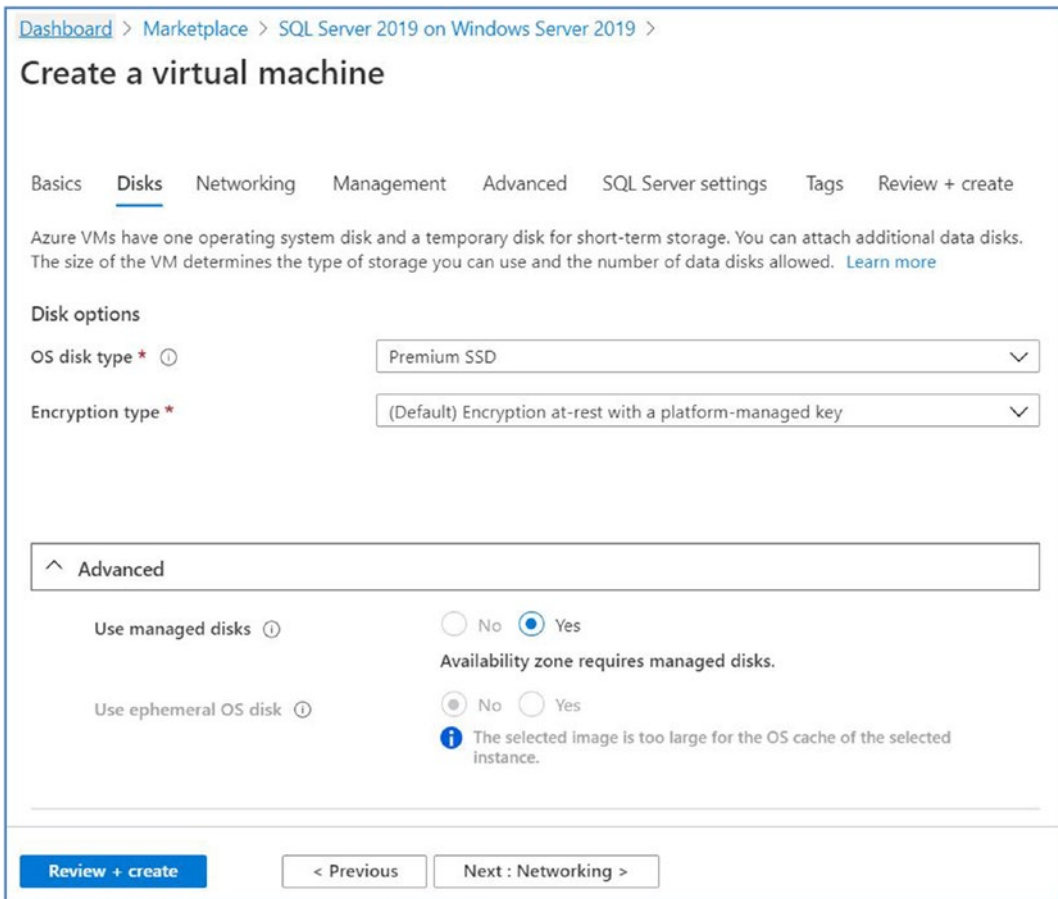 Dashboard > Marketplace > SQL Server 2019 on Windows Server 2019 >
Create a virtual machine
Basics Disks Networking Management Advanced SQL Server settings Tags Review + create
Azure VMs have one operating system disk and a temporary disk for short-term storage. You can attach additional data disks.
The size of the VM determines the type of storage you can use and the number of data disks allowed. Learn more
Disk options
OS disk type * Premium SSD
Encryption type * (Default) Encryption at-rest with a platform-managed key
Advanced
Use managed disks No Yes
Availability zone requires managed disks.
Use ephemeral OS disk No Yes
The selected image is too large for the OS cache of the selected
instance.
Review + create < Previous Next : Networking >